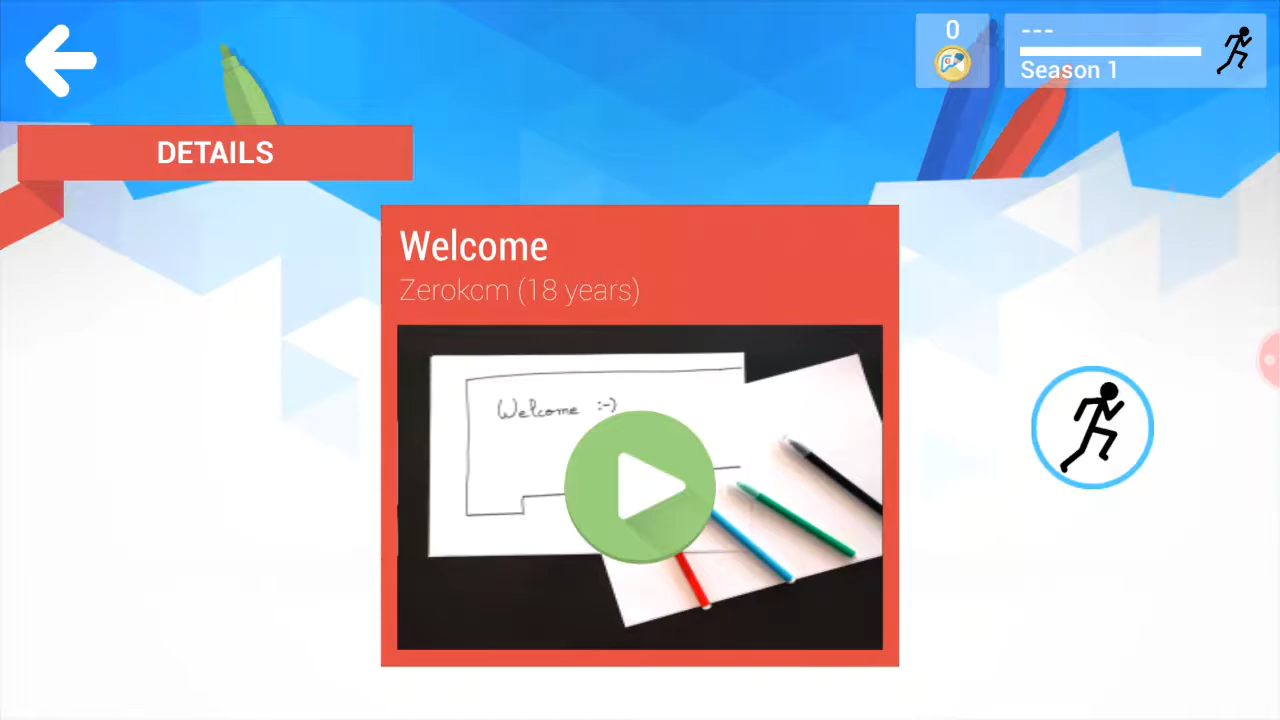 0
---
Season 1
DETAILS
Welcome
Zerokcm (18 years)
Welcome :-)